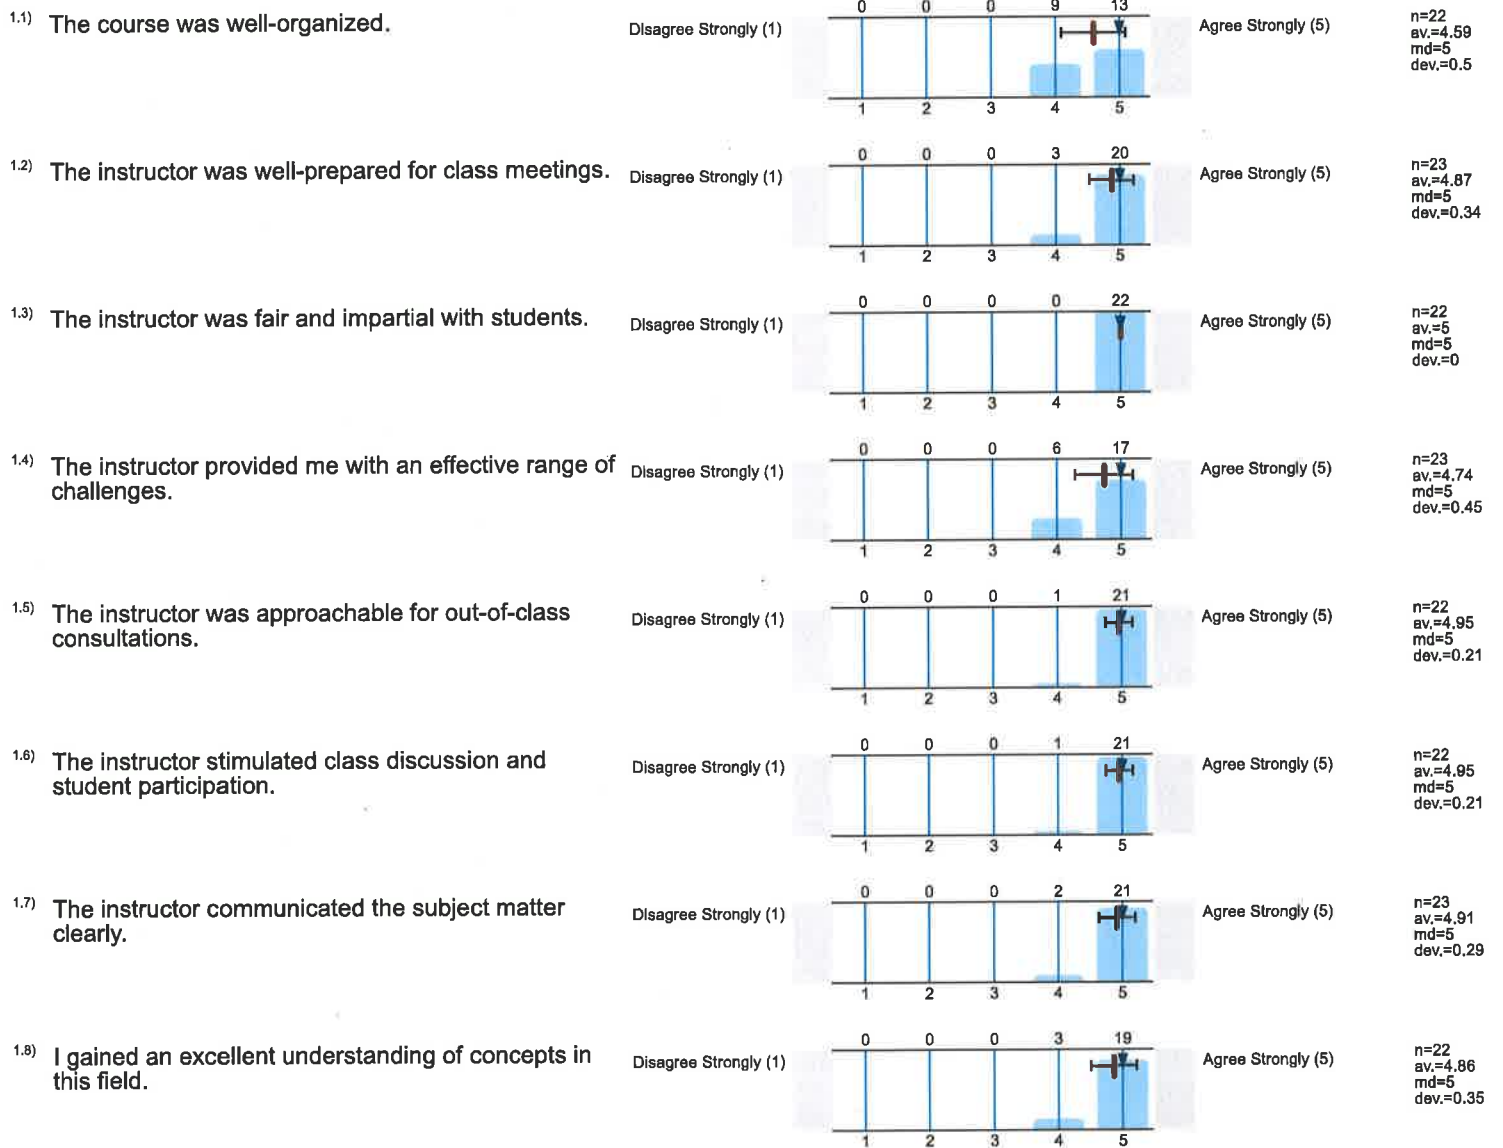 1.1) The course was well-organized.
Disagree Strongly (1)
0 0 0 9 13
1 2 3 4 5
Agree Strongly (5)
n=22
av.=4.59
md=5
dev.=0.5
1.2) The instructor was well-prepared for class meetings.
Disagree Strongly (1)
0 0 0 3 20
1 2 3 4 5
Agree Strongly (5)
n=23
av.=4.87
md=5
dev.=0.34
1.3) The instructor was fair and impartial with students.
Disagree Strongly (1)
0 0 0 0 22
1 2 3 4 5
Agree Strongly (5)
n=22
av.=5
md=5
dev.=0
1.4) The instructor provided me with an effective range of
challenges.
Disagree Strongly (1)
0 0 0 6 17
1 2 3 4 5
Agree Strongly (5)
n=23
av.=4.74
md=5
dev.=0.45
1.5) The instructor was approachable for out-of-class
consultations.
Disagree Strongly (1)
0 0 0 1 21
1 2 3 4 5
Agree Strongly (5)
n=22
av.=4.95
md=5
dev.=0.21
1.6) The instructor stimulated class discussion and
student participation.
Disagree Strongly (1)
0 0 0 1 21
1 2 3 4 5
Agree Strongly (5)
n=22
av.=4.95
md=5
dev.=0.21
1.7) The instructor communicated the subject matter
clearly.
Disagree Strongly (1)
0 0 0 2 21
1 2 3 4 5
Agree Strongly (5)
n=23
av.=4.91
md=5
dev.=0.29
1.8) I gained an excellent understanding of concepts in
this field.
Disagree Strongly (1)
0 0 0 3 19
1 2 3 4 5
Agree Strongly (5)
n=22
av.=4.86
md=5
dev.=0.35